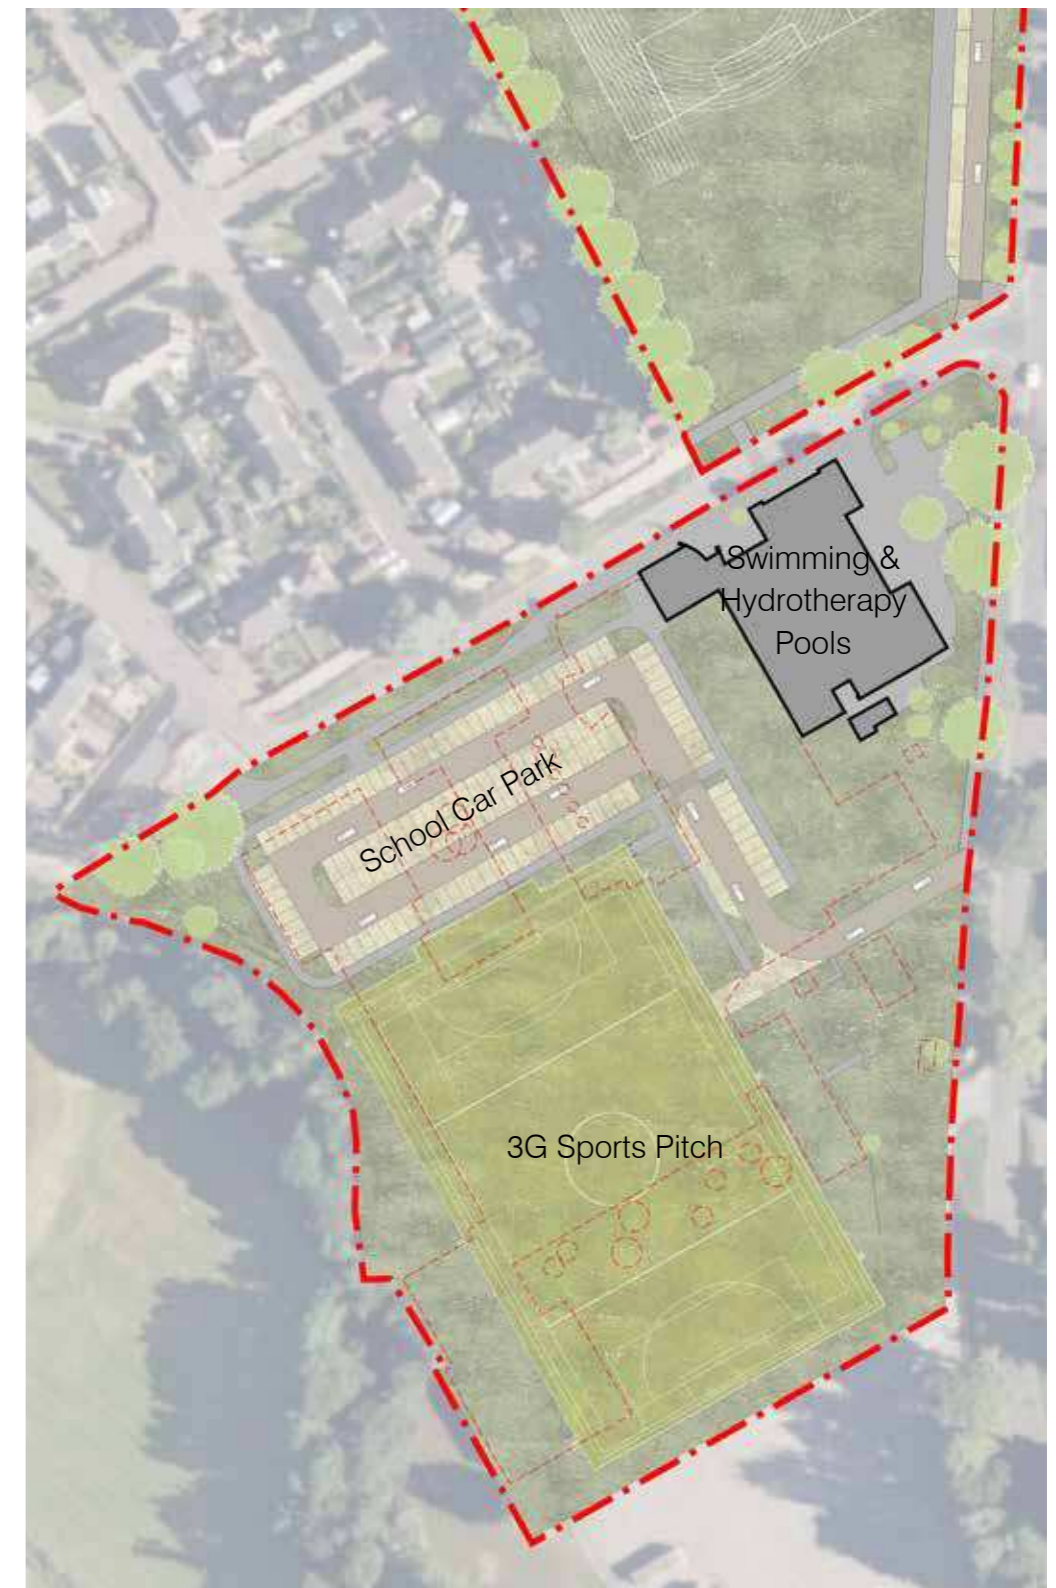 Swimming &
Hydrotherapy
Pools
School Car Park
3G Sports Pitch